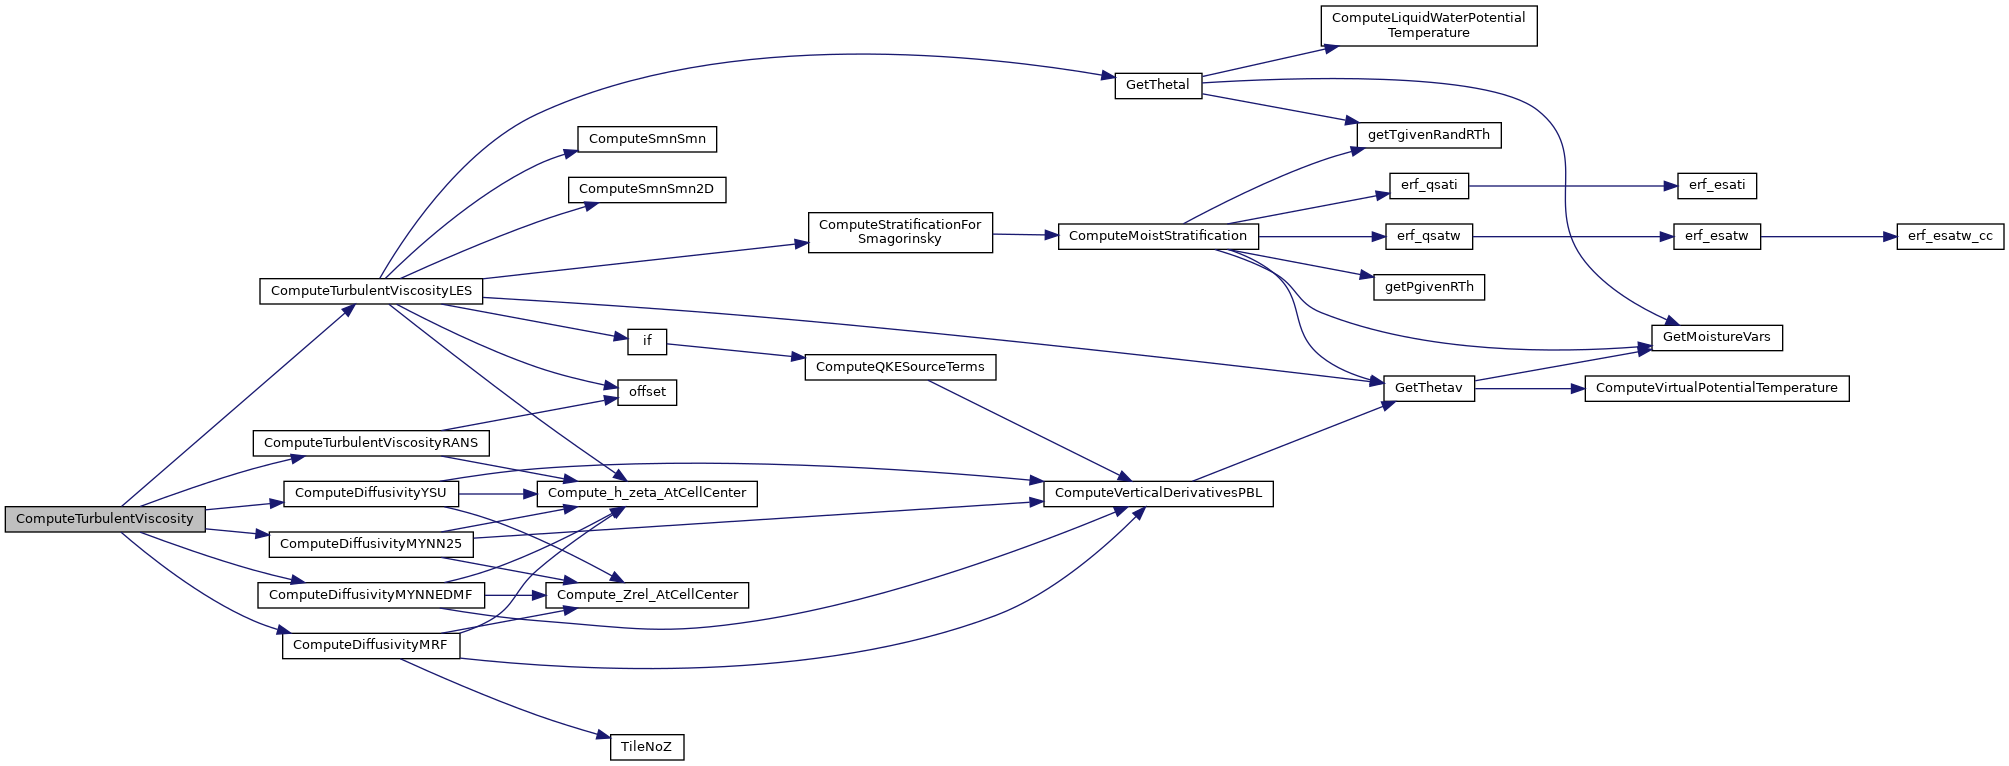 ComputeLiquidWaterPotential
Temperature
GetThetal
getTgivenRandRTh
ComputeSmnSmn
ComputeSmnSmn2D
erf_qsati
erf_esati
ComputeStratificationFor
Smagorinsky
ComputeMoistStratification
erf_qsatw
erf_esatw
erf_esatw_cc
ComputeTurbulentViscosityLES
getPgivenRTh
if
GetMoistureVars
ComputeQKESourceTerms
offset
GetThetav
ComputeVirtualPotentialTemperature
ComputeTurbulentViscosityRANS
ComputeDiffusivityYSU
Compute_h_zeta_AtCellCenter
ComputeVerticalDerivativesPBL
ComputeTurbulentViscosity
ComputeDiffusivityMYNN25
ComputeDiffusivityMYNNEDMF
Compute_Zrel_AtCellCenter
ComputeDiffusivityMRF
TileNoZ